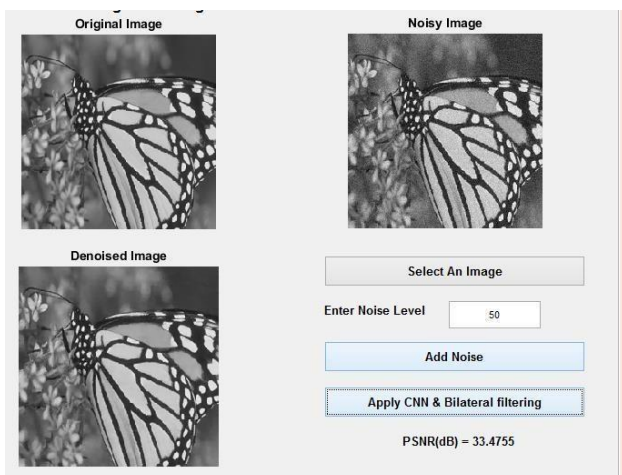 Original Image
Noisy Image
Denoised Image
Select An Image
Enter Noise Level
50
Add Noise
Apply CNN & Bilateral filtering
PSNR(dB) = 33.4755